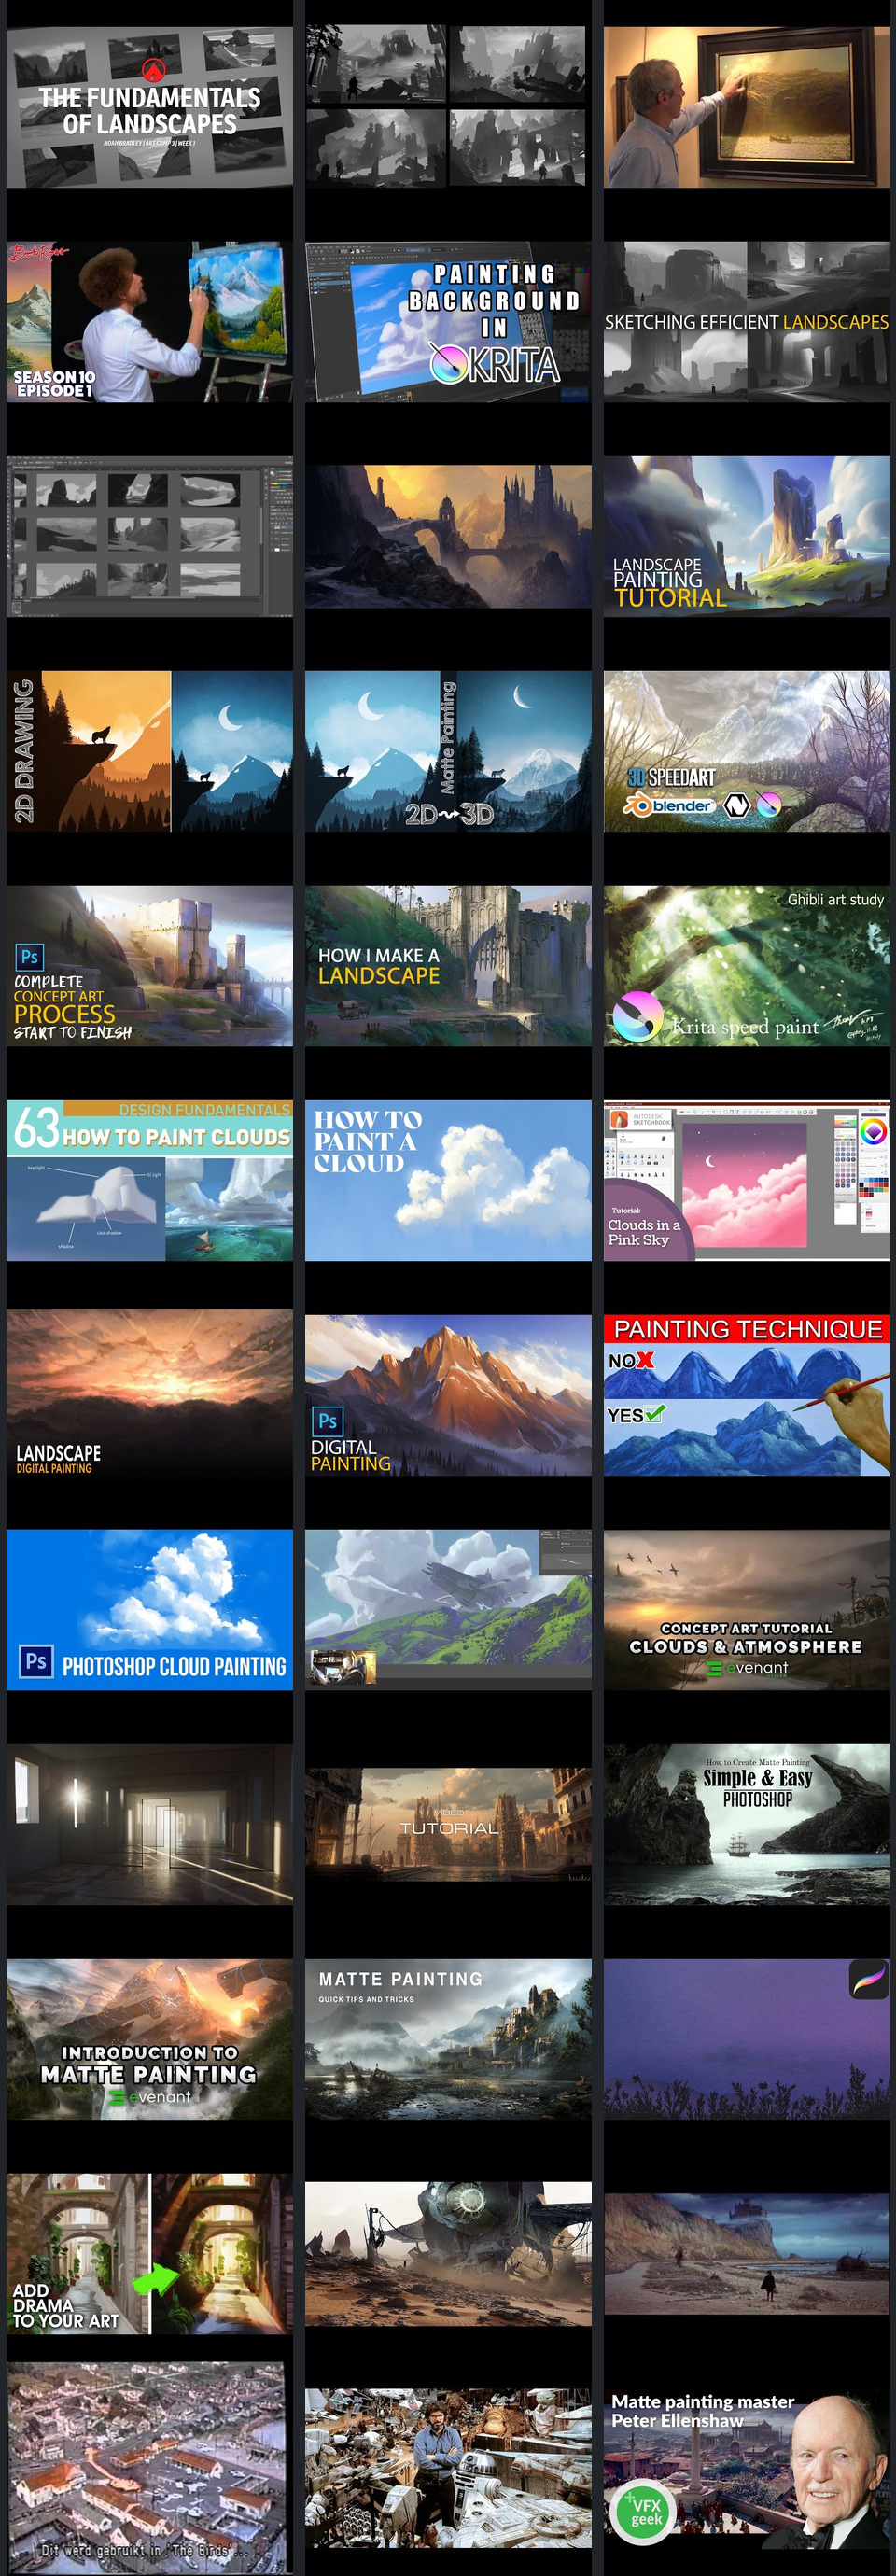 THE FUNDAMENTALS
OF LANDSCAPES
NOAH BRADLEY | ART CAMP 3 | WEEK 1
Bob Ross
SEASON 10
EPISODE 1
PAINTING
BACKGROUND
IN
KRITA
SKETCHING EFFICIENT LANDSCAPES
LANDSCAPE
PAINTING
TUTORIAL
2D DRAWING
Matte Painting
2D 3D
3D SPEEDART
blender
Ps
COMPLETE
CONCEPT ART
PROCESS
START TO FINISH
HOW I MAKE A
LANDSCAPE
Ghibli art study
Krita speed paint
63 DESIGN FUNDAMENTALS
HOW TO PAINT CLOUDS
key light
fill light
cast shadow
shadow
HOW TO
PAINT A
CLOUD
AUTODESK
SKETCHBOOK
Tutorial:
Clouds in a
Pink Sky
LANDSCAPE
DIGITAL PAINTING
Ps
DIGITAL
PAINTING
PAINTING TECHNIQUE
NO X
YES
Ps PHOTOSHOP CLOUD PAINTING
CONCEPT ART TUTORIAL
CLOUDS & ATMOSPHERE
evenant
VIDEO
TUTORIAL
How to Create Matte Painting
Simple & Easy
PHOTOSHOP
INTRODUCTION TO
MATTE PAINTING
evenant
MATTE PAINTING
QUICK TIPS AND TRICKS
ADD
DRAMA
TO YOUR ART
Dit werd gebruikt in 'The Birds'...
Matte painting master
Peter Ellenshaw
+VFX
geek